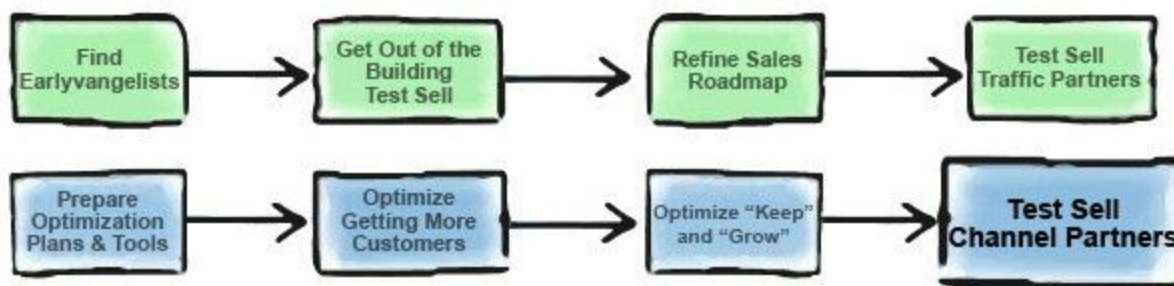 Find
Earlyvangelists
Get Out of the
Building
Test Sell
Refine Sales
Roadmap
Test Sell
Traffic Partners
Prepare
Optimization
Plans & Tools
Optimize
Getting More
Customers
Optimize “Keep”
and “Grow”
Test Sell
Channel Partners